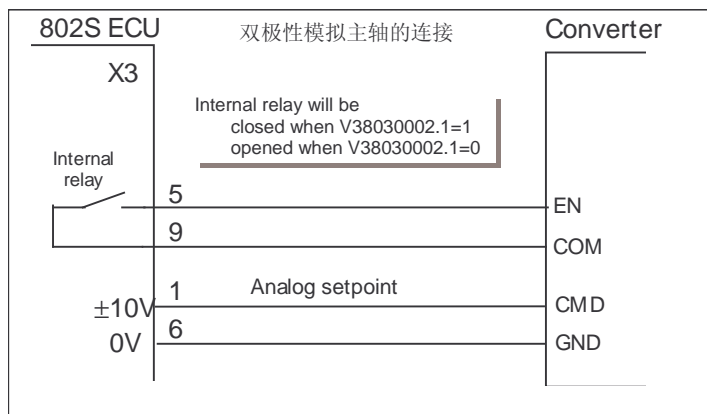 802S ECU
双极性模拟主轴的连接
Converter
X3
Internal relay will be
closed when V38030002.1=1
opened when V38030002.1=0
Internal
relay
5
EN
9
COM
1
Analog setpoint
±10V
CMD
6
0V
GND